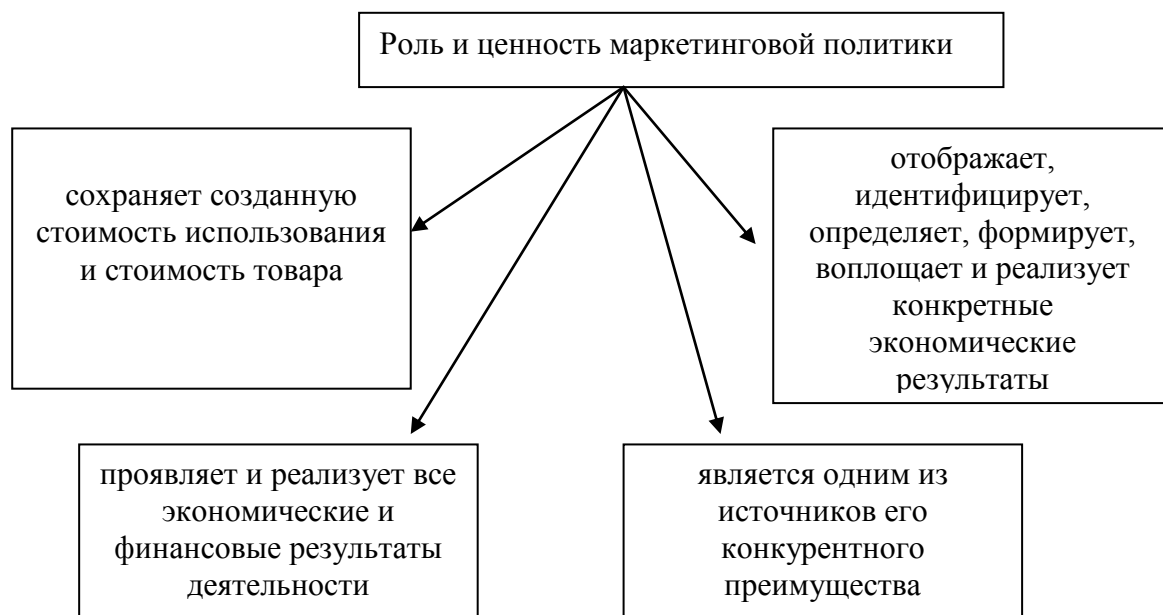 Роль и ценность маркетинговой политики
сохраняет созданную
стоимость использования
и стоимость товара
отображает,
идентифицирует,
определяет, формирует,
воплощает и реализует
конкретные
экономические
результаты
проявляет и реализует все
экономические и
финансовые результаты
деятельности
является одним из
источников его
конкурентного
преимущества